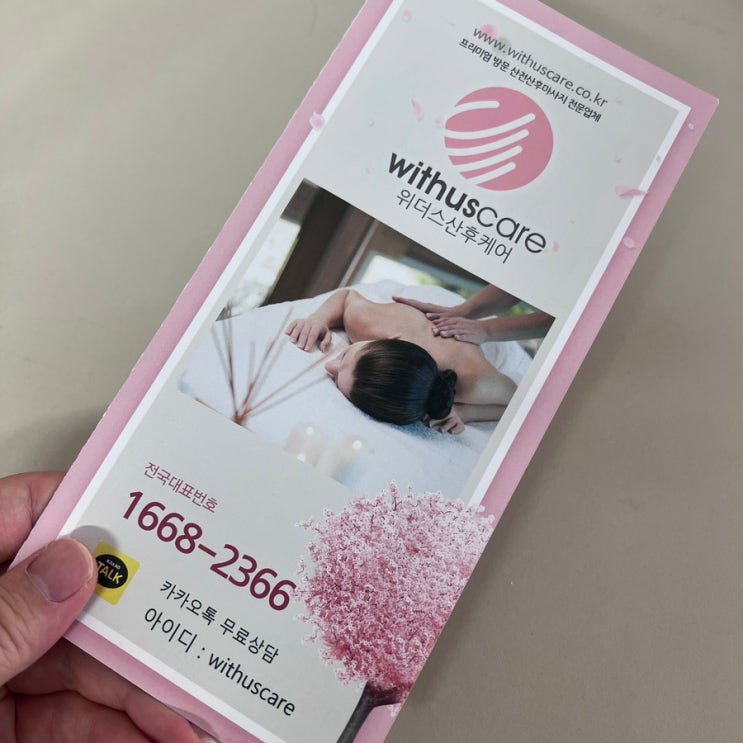 www.withuscare.co.kr
프리미엄 방문 산전산후마사지 전문업체
withuscare
위더스산후케어
전국대표번호
1668-2366
TALK
카카오톡 무료상담
아이디 : withuscare